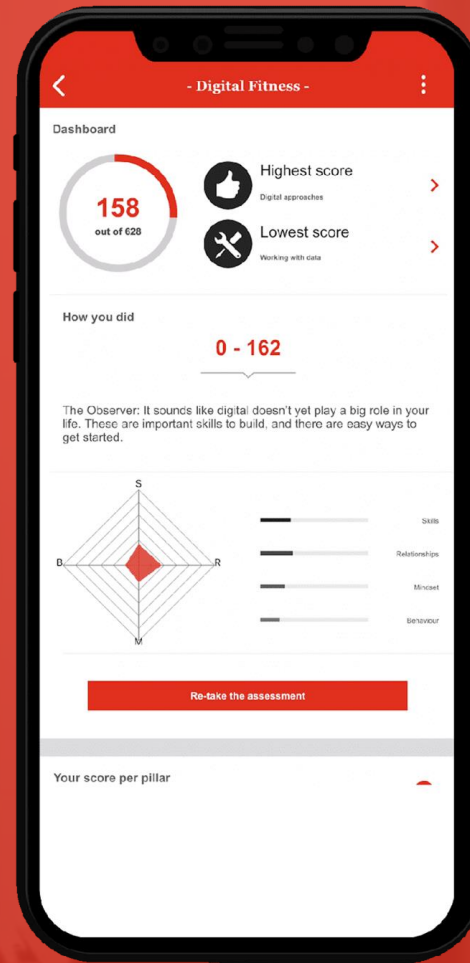 - Digital Fitness -
Dashboard
158
out of 628
Highest score
Digital approaches
Lowest score
Working with data
How you did
0 - 162
The Observer: It sounds like digital doesn't yet play a big role in your
life. These are important skills to build, and there are easy ways to
get started.
S
B
R
M
Skills
Relationships
Mindset
Behaviour
Re-take the assessment
Your score per pillar